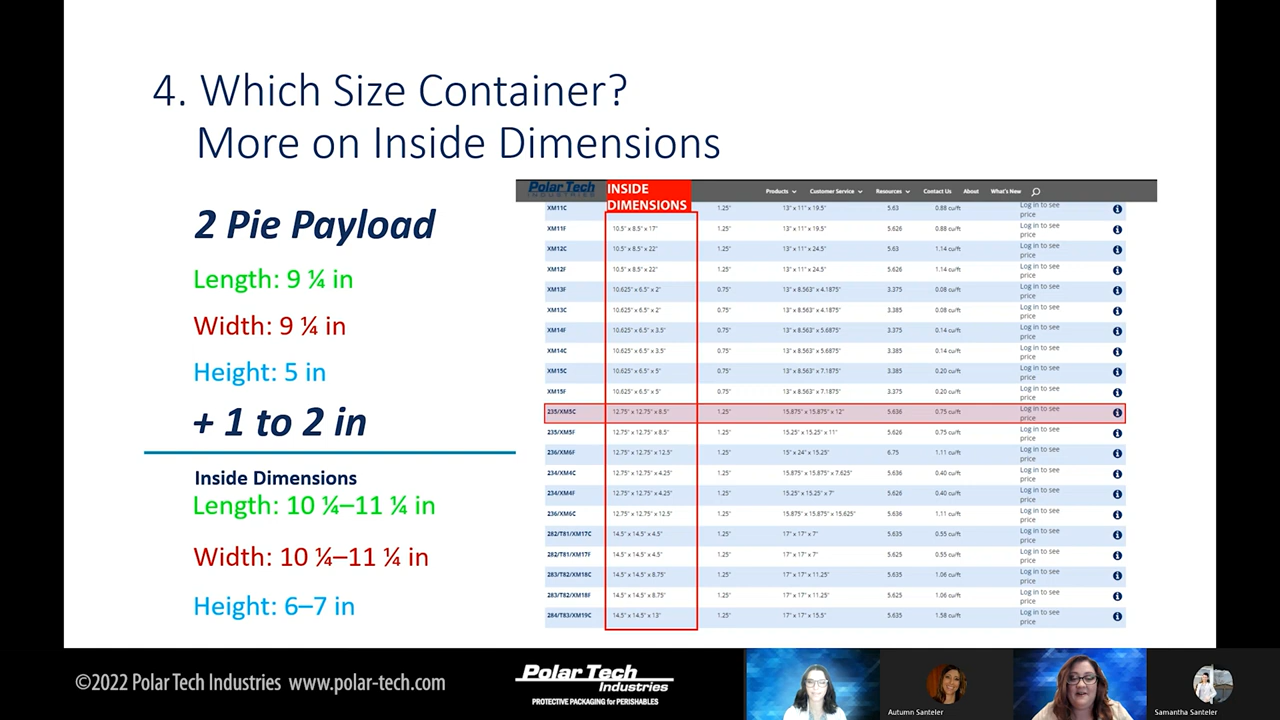 4. Which Size Container?
More on Inside Dimensions
2 Pie Payload
Length: 9 ¼ in
Width: 9 ¼ in
Height: 5 in
+ 1 to 2 in
Inside Dimensions
Length: 10 ¼–11 ¼ in
Width: 10 ¼–11 ¼ in
Height: 6–7 in
Polar Tech
INDUSTRIES
INSIDE
DIMENSIONS
Products Customer Service Resources Contact Us About What's New
XM11C 1.25" 13" x 11" x 19.5" 5.63 0.88 cu/ft Log in to see price
XM11F 10.5" x 8.5" x 17" 1.25" 13" x 11" x 19.5" 5.626 0.88 cu/ft Log in to see price
XM12C 10.5" x 8.5" x 22" 1.25" 13" x 11" x 24.5" 5.63 1.14 cu/ft Log in to see price
XM12F 10.5" x 8.5" x 22" 1.25" 13" x 11" x 24.5" 5.626 1.14 cu/ft Log in to see price
XM13F 10.625" x 6.5" x 2" 0.75" 13" x 8.563" x 4.1875" 3.375 0.08 cu/ft Log in to see price
XM13C 10.625" x 6.5" x 2" 0.75" 13" x 8.563" x 4.1875" 3.385 0.08 cu/ft Log in to see price
XM14F 10.625" x 6.5" x 3.5" 0.75" 13" x 8.563" x 5.6875" 3.375 0.14 cu/ft Log in to see price
XM14C 10.625" x 6.5" x 3.5" 0.75" 13" x 8.563" x 5.6875" 3.385 0.14 cu/ft Log in to see price
XM15C 10.625" x 6.5" x 5" 0.75" 13" x 8.563" x 7.1875" 3.385 0.20 cu/ft Log in to see price
XM15F 10.625" x 6.5" x 5" 0.75" 13" x 8.563" x 7.1875" 3.375 0.20 cu/ft Log in to see price
235/XM5C 12.75" x 12.75" x 8.5" 1.25" 15.875" x 15.875" x 12" 5.636 0.75 cu/ft Log in to see price
235/XM5F 12.75" x 12.75" x 8.5" 1.25" 15.25" x 15.25" x 11" 5.626 0.75 cu/ft Log in to see price
236/XM6F 12.75" x 12.75" x 12.5" 1.25" 15" x 24" x 15.25" 6.75 1.11 cu/ft Log in to see price
234/XM4C 12.75" x 12.75" x 4.25" 1.25" 15.875" x 15.875" x 7.625" 5.636 0.40 cu/ft Log in to see price
234/XM4F 12.75" x 12.75" x 4.25" 1.25" 15.25" x 15.25" x 7" 5.626 0.40 cu/ft Log in to see price
236/XM6C 12.75" x 12.75" x 12.5" 1.25" 15.875" x 15.875" x 15.625" 5.636 1.11 cu/ft Log in to see price
282/T81/XM17C 14.5" x 14.5" x 4.5" 1.25" 17" x 17" x 7" 5.635 0.55 cu/ft Log in to see price
282/T81/XM17F 14.5" x 14.5" x 4.5" 1.25" 17" x 17" x 7" 5.625 0.55 cu/ft Log in to see price
283/T82/XM18C 14.5" x 14.5" x 8.75" 1.25" 17" x 17" x 11.25" 5.635 1.06 cu/ft Log in to see price
283/T82/XM18F 14.5" x 14.5" x 8.75" 1.25" 17" x 17" x 11.25" 5.625 1.06 cu/ft Log in to see price
284/T83/XM19C 14.5" x 14.5" x 13" 1.25" 17" x 17" x 15.5" 5.635 1.58 cu/ft Log in to see price
©2022 Polar Tech Industries www.polar-tech.com
Polar Tech
Industries
PROTECTIVE PACKAGING for PERISHABLES
Autumn Santeler
Samantha Santeler